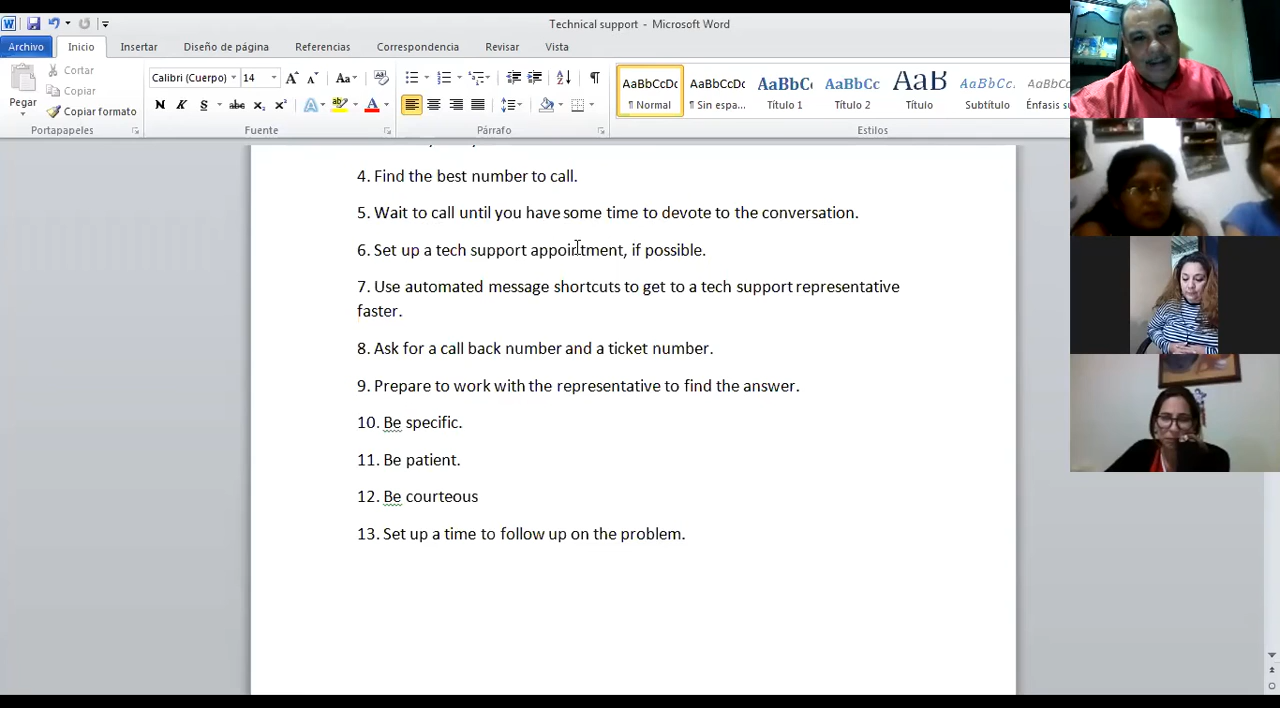 Technical support - Microsoft Word
Archivo Inicio Insertar Diseño de página Referencias Correspondencia Revisar Vista
Pegar
Cortar
Copiar
Copiar formato
Portapapeles
Calibri (Cuerpo) 14
Fuente
Párrafo
AaBbCcDc AaBbCcDc AaBbCc AaBbCc AaB AaBbCc. AaBbCcDc
¶ Normal ¶ Sin espa... Título 1 Título 2 Título Subtítulo Énfasis
Estilos
4. Find the best number to call.
5. Wait to call until you have some time to devote to the conversation.
6. Set up a tech support appointment, if possible.
7. Use automated message shortcuts to get to a tech support representative
faster.
8. Ask for a call back number and a ticket number.
9. Prepare to work with the representative to find the answer.
10. Be specific.
11. Be patient.
12. Be courteous
13. Set up a time to follow up on the problem.